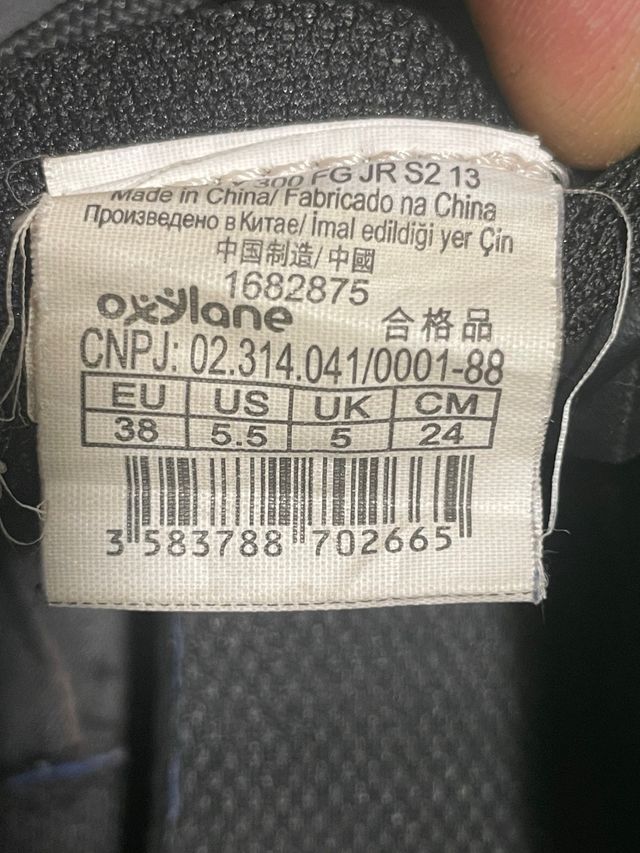 300 FG JR S2 13
Made in China/ Fabricado na China
Произведено в Китае/ İmal edildiği yer Çin
中国制造/ 中國
1682875
oxylane 合格品
CNPJ: 02.314.041/0001-88
EU US UK CM
38 5.5 5 24
3 583788 702665